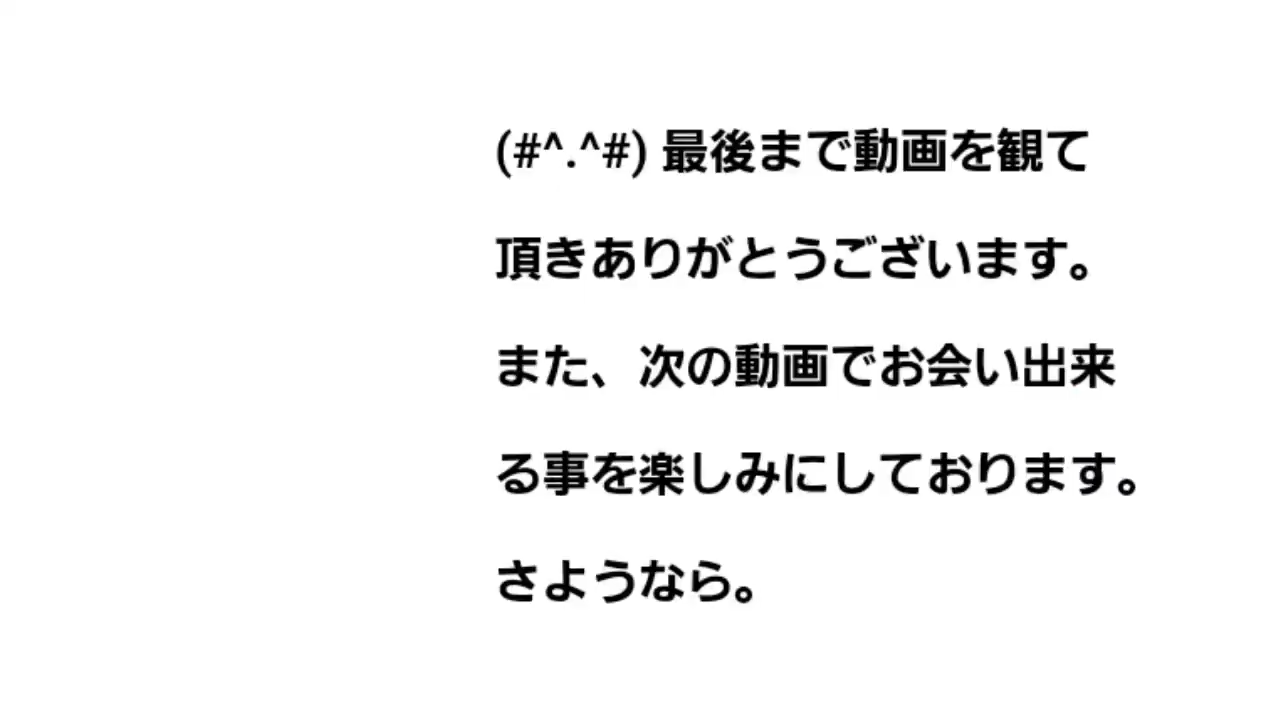 (#^.^#) 最後まで動画を観て
頂きありがとうございます。
また、次の動画でお会い出来
る事を楽しみにしております。
さようなら。